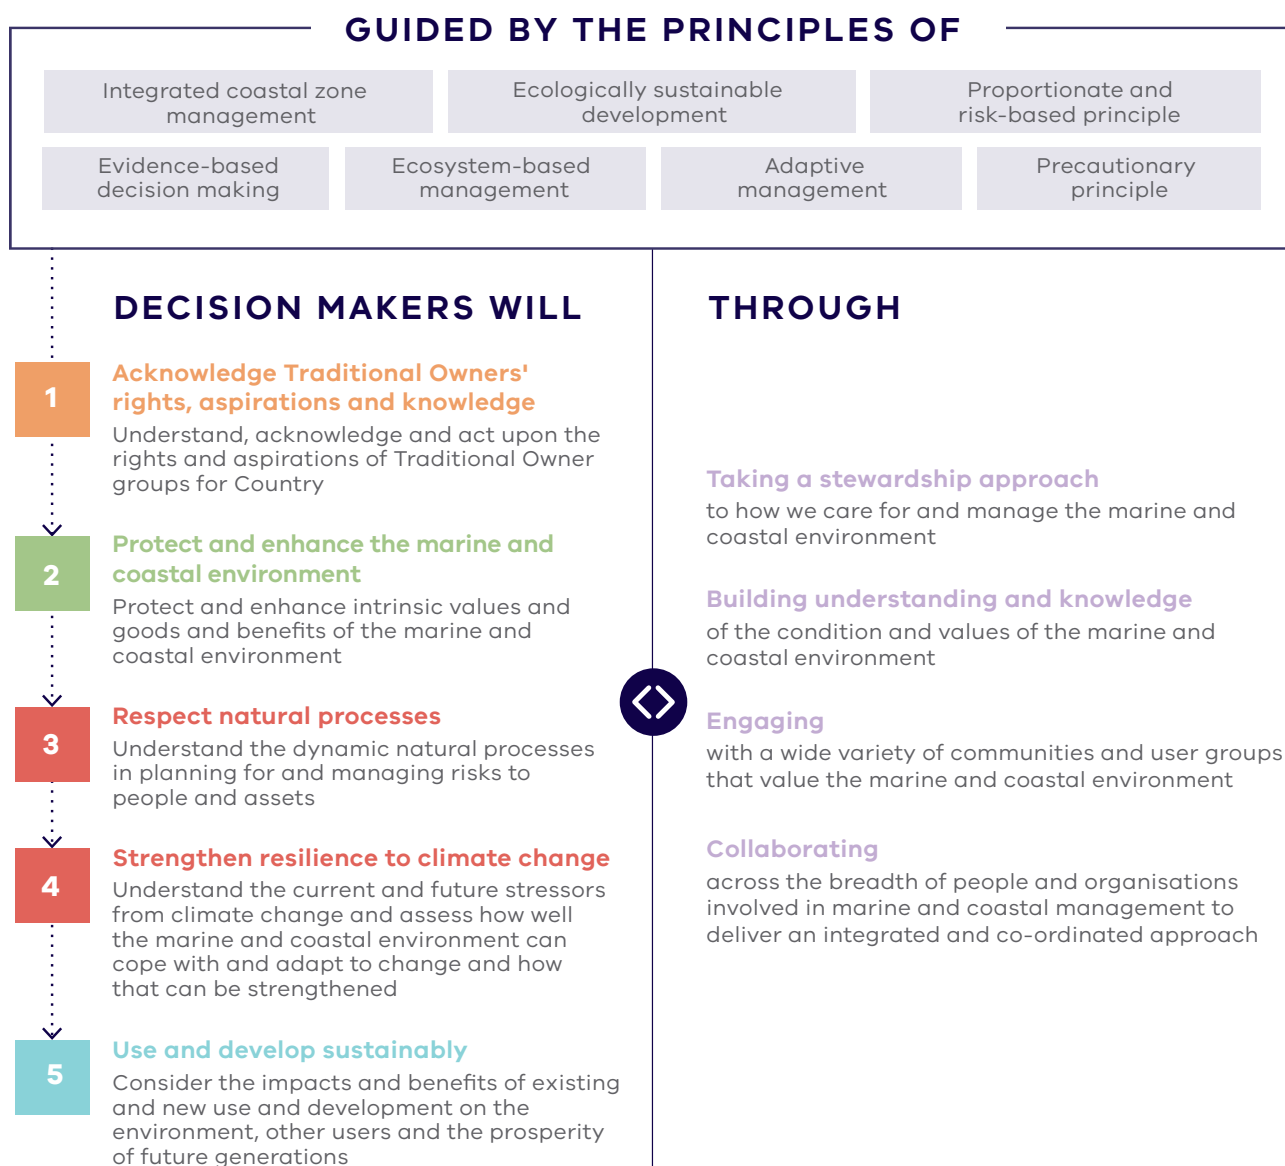 GUIDED BY THE PRINCIPLES OF
Integrated coastal zone
management
Ecologically sustainable
development
Proportionate and
risk-based principle
Evidence-based
decision making
Ecosystem-based
management
Adaptive
management
Precautionary
principle
DECISION MAKERS WILL
1
Acknowledge Traditional Owners'
rights, aspirations and knowledge
Understand, acknowledge and act upon the
rights and aspirations of Traditional Owner
groups for Country
2
Protect and enhance the marine and
coastal environment
Protect and enhance intrinsic values and
goods and benefits of the marine and
coastal environment
3
Respect natural processes
Understand the dynamic natural processes
in planning for and managing risks to
people and assets
4
Strengthen resilience to climate change
Understand the current and future stressors
from climate change and assess how well
the marine and coastal environment can
cope with and adapt to change and how
that can be strengthened
5
Use and develop sustainably
Consider the impacts and benefits of existing
and new use and development on the
environment, other users and the prosperity
of future generations
THROUGH
Taking a stewardship approach
to how we care for and manage the marine and
coastal environment
Building understanding and knowledge
of the condition and values of the marine and
coastal environment
Engaging
with a wide variety of communities and user groups
that value the marine and coastal environment
Collaborating
across the breadth of people and organisations
involved in marine and coastal management to
deliver an integrated and co-ordinated approach